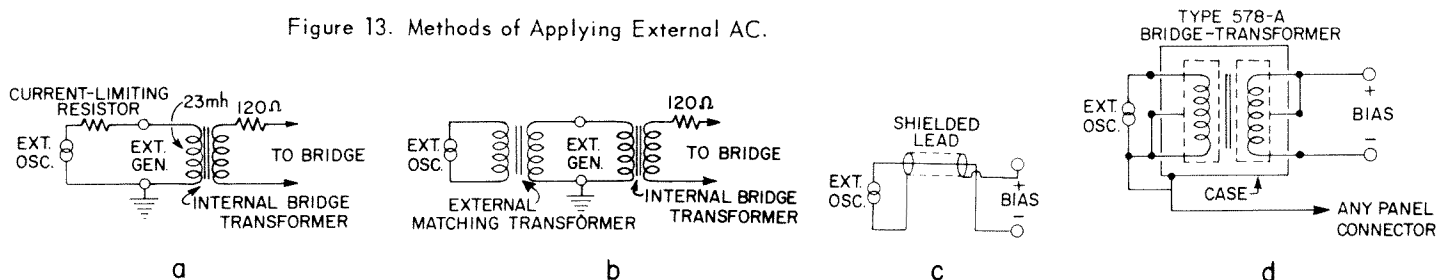 Figure 13. Methods of Applying External AC.
CURRENT-LIMITING
RESISTOR
23mh
120Ω
EXT.
OSC.
EXT.
GEN.
TO BRIDGE
INTERNAL BRIDGE
TRANSFORMER
a
EXT.
OSC.
EXT.
GEN.
120Ω
TO BRIDGE
EXTERNAL
MATCHING TRANSFORMER
INTERNAL BRIDGE
TRANSFORMER
b
SHIELDED
LEAD
EXT.
OSC.
+
BIAS
−
c
TYPE 578-A
BRIDGE-TRANSFORMER
EXT.
OSC.
+
BIAS
−
CASE
ANY PANEL
CONNECTOR
d